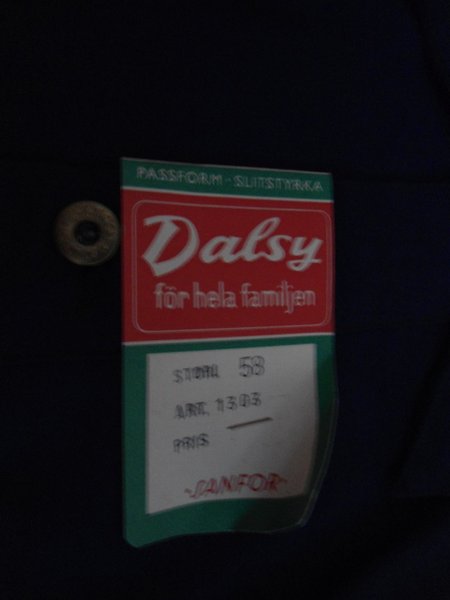 PASSFORM - SLITSTYRKA
Dalsy
för hela familjen
STORL. 58
ART. 1303
PRIS —
-SANFOR-